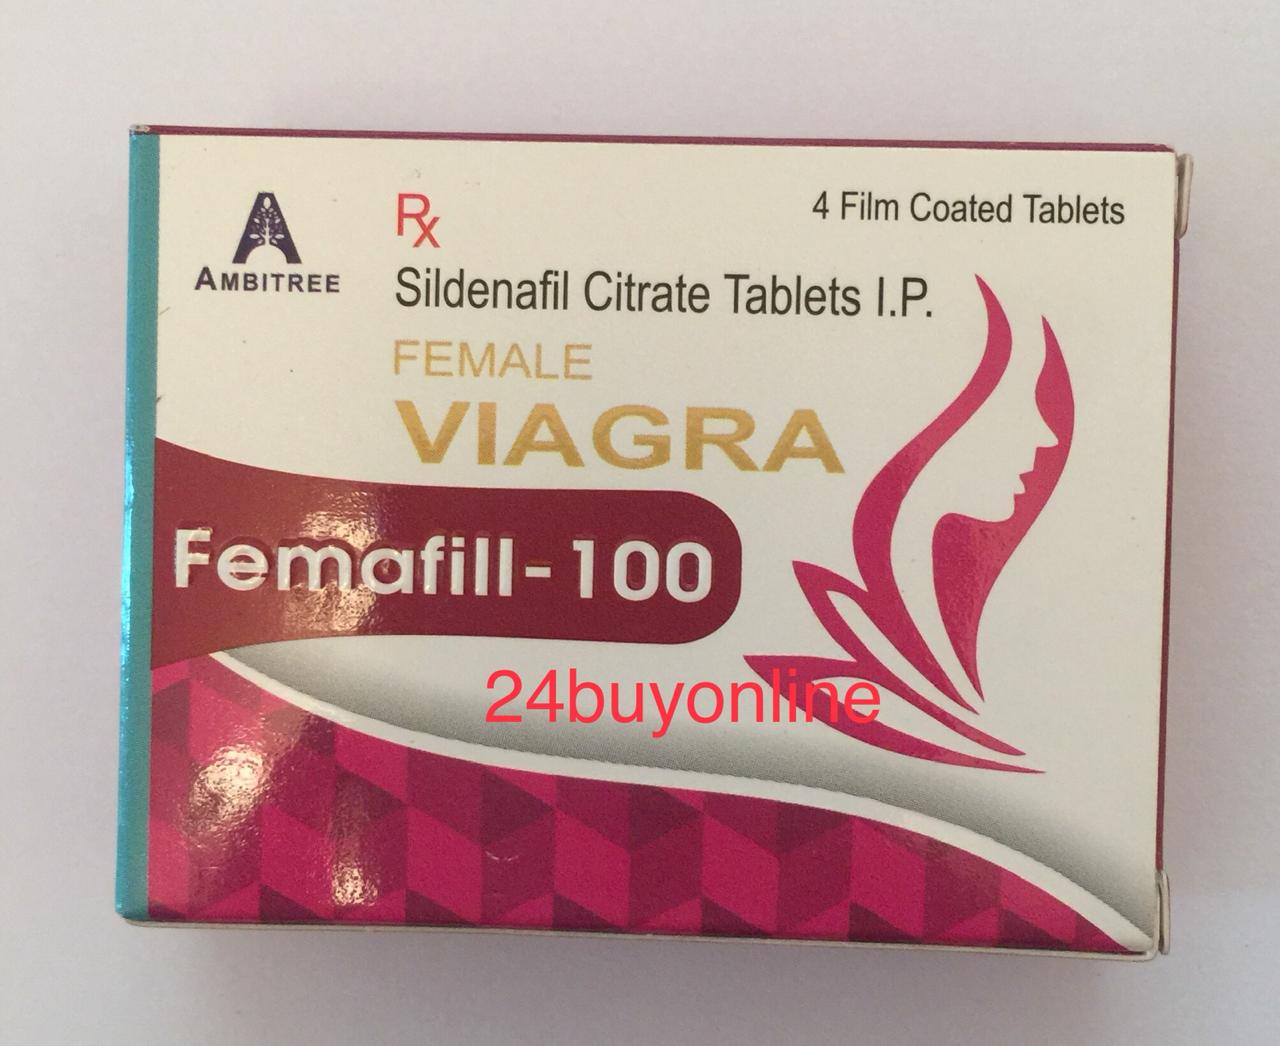 AMBITREE
Rx
4 Film Coated Tablets
Sildenafil Citrate Tablets I.P.
FEMALE
VIAGRA
Femafill-100
24buyonline